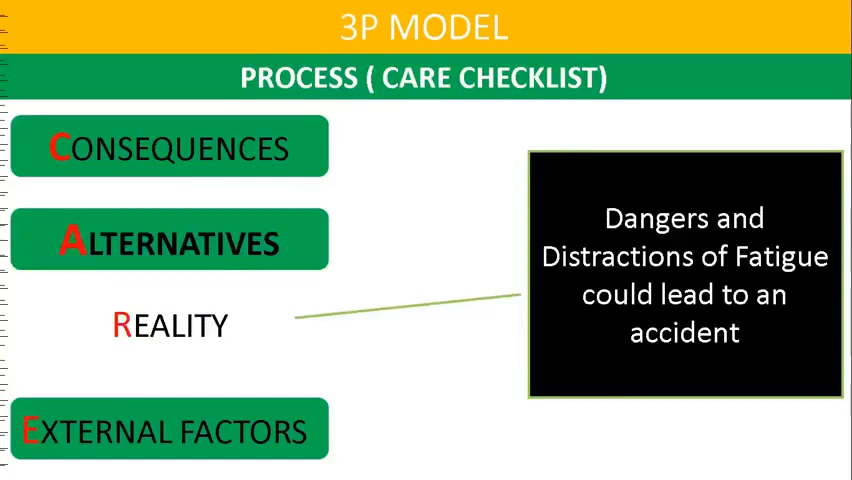 3P MODEL
PROCESS ( CARE CHECKLIST)
CONSEQUENCES
ALTERNATIVES
REALITY
EXTERNAL FACTORS
Dangers and
Distractions of Fatigue
could lead to an
accident